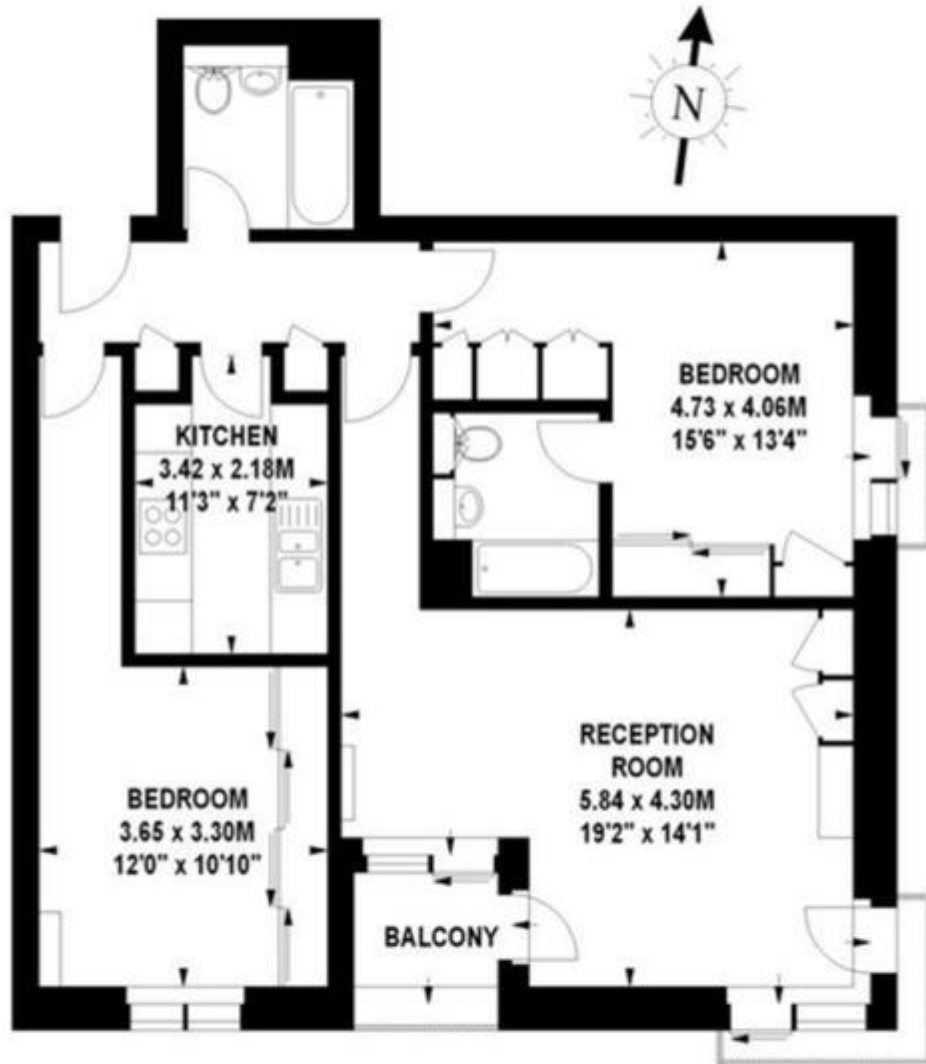 N
BEDROOM
4.73 x 4.06M
15'6" x 13'4"
KITCHEN
3.42 x 2.18M
11'3" x 7'2"
RECEPTION
ROOM
5.84 x 4.30M
19'2" x 14'1"
BEDROOM
3.65 x 3.30M
12'0" x 10'10"
BALCONY